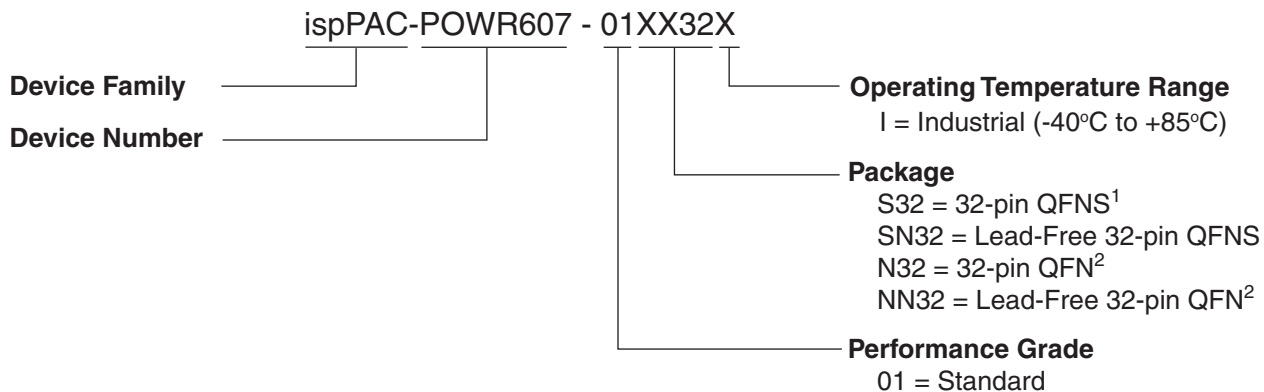 ispPAC-POWR607 - 01XX32X
Device Family
Device Number
Operating Temperature Range
I = Industrial (-40°C to +85°C)
Package
S32 = 32-pin QFNS¹
SN32 = Lead-Free 32-pin QFNS
N32 = 32-pin QFN²
NN32 = Lead-Free 32-pin QFN²
Performance Grade
01 = Standard